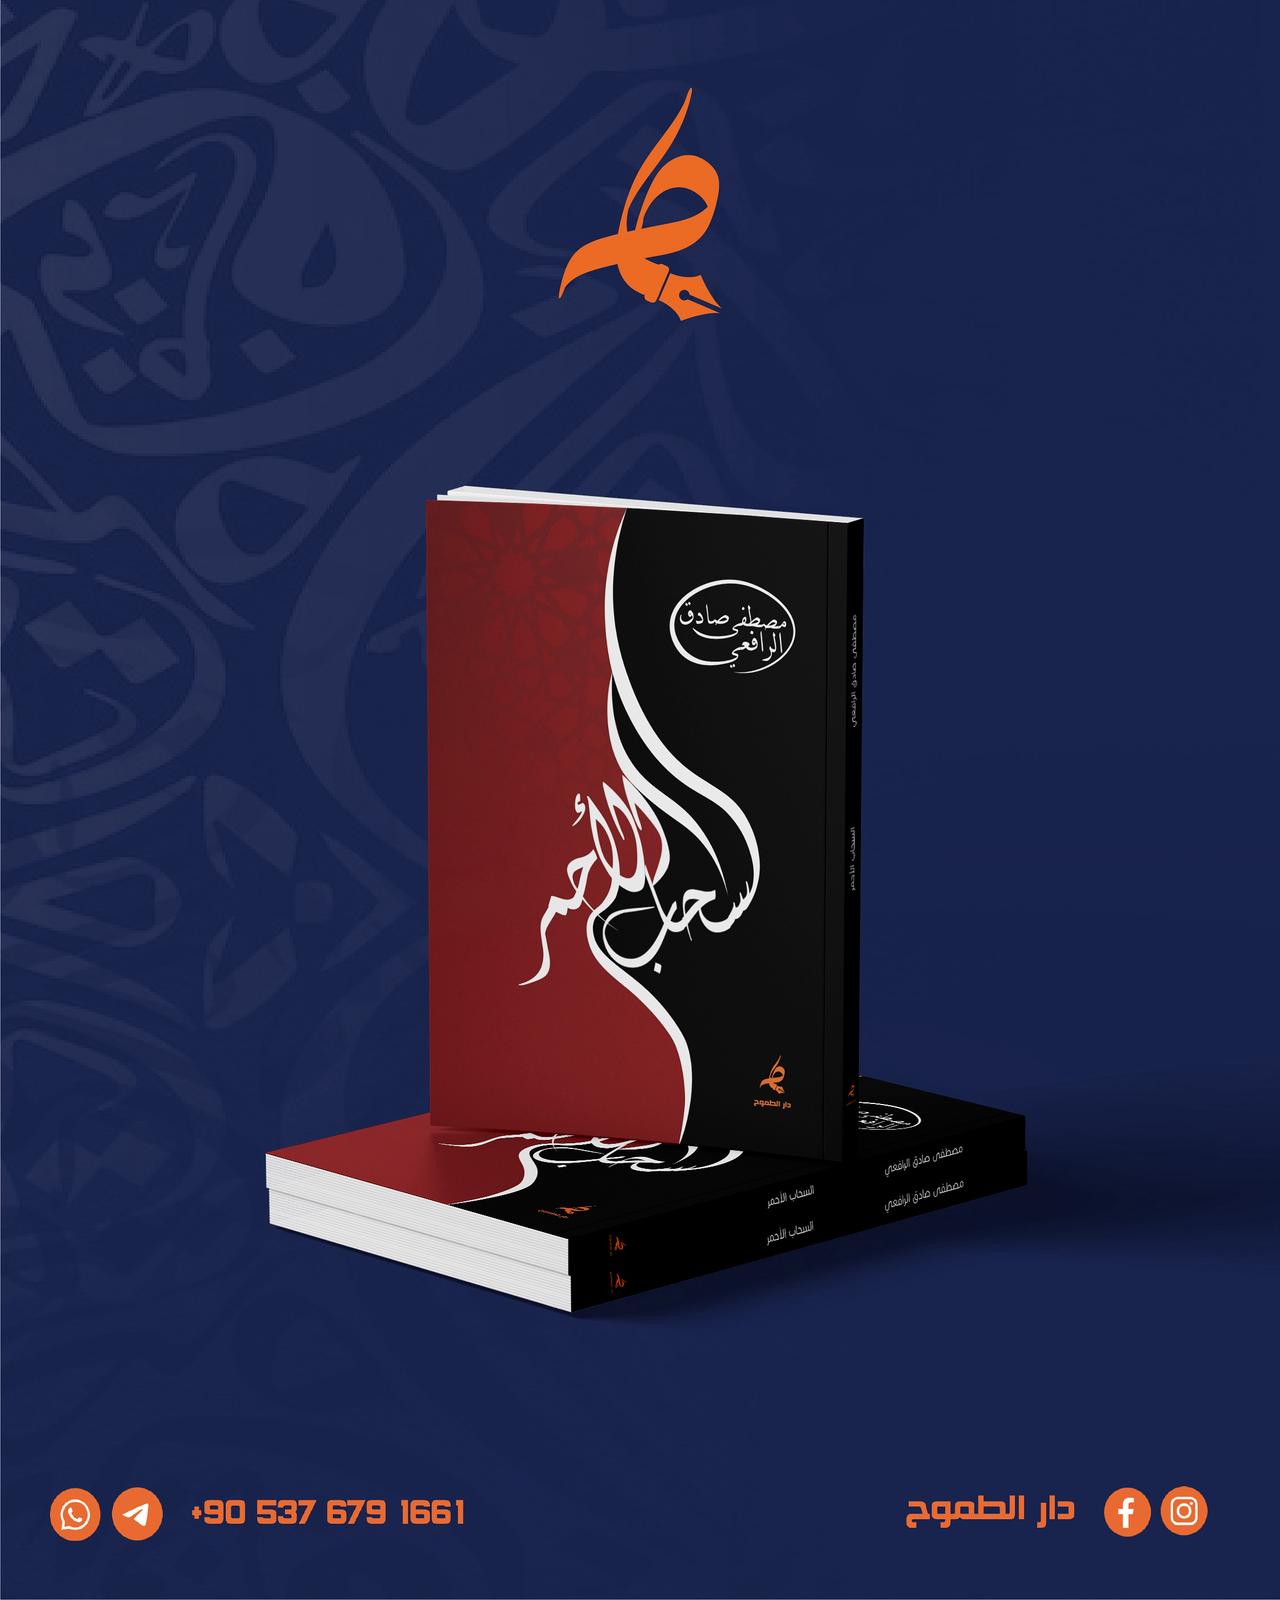 مصطفى صادق
الرافعي
السحاب الأحمر
دار الطموح
مصطفى صادق الرافعي
السحاب الأحمر
مصطفى صادق الرافعي
السحاب الأحمر
مصطفى صادق الرافعي
السحاب الأحمر
+90 537 679 1661
دار الطموح